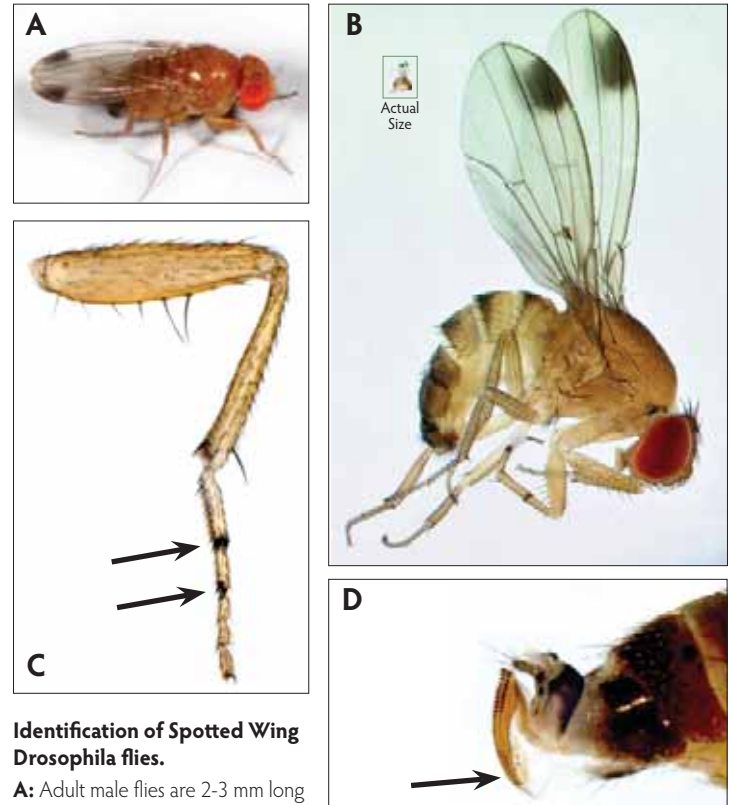 A
B
Actual
Size
C
D
Identification of Spotted Wing
Drosophila flies.
A: Adult male flies are 2-3 mm long